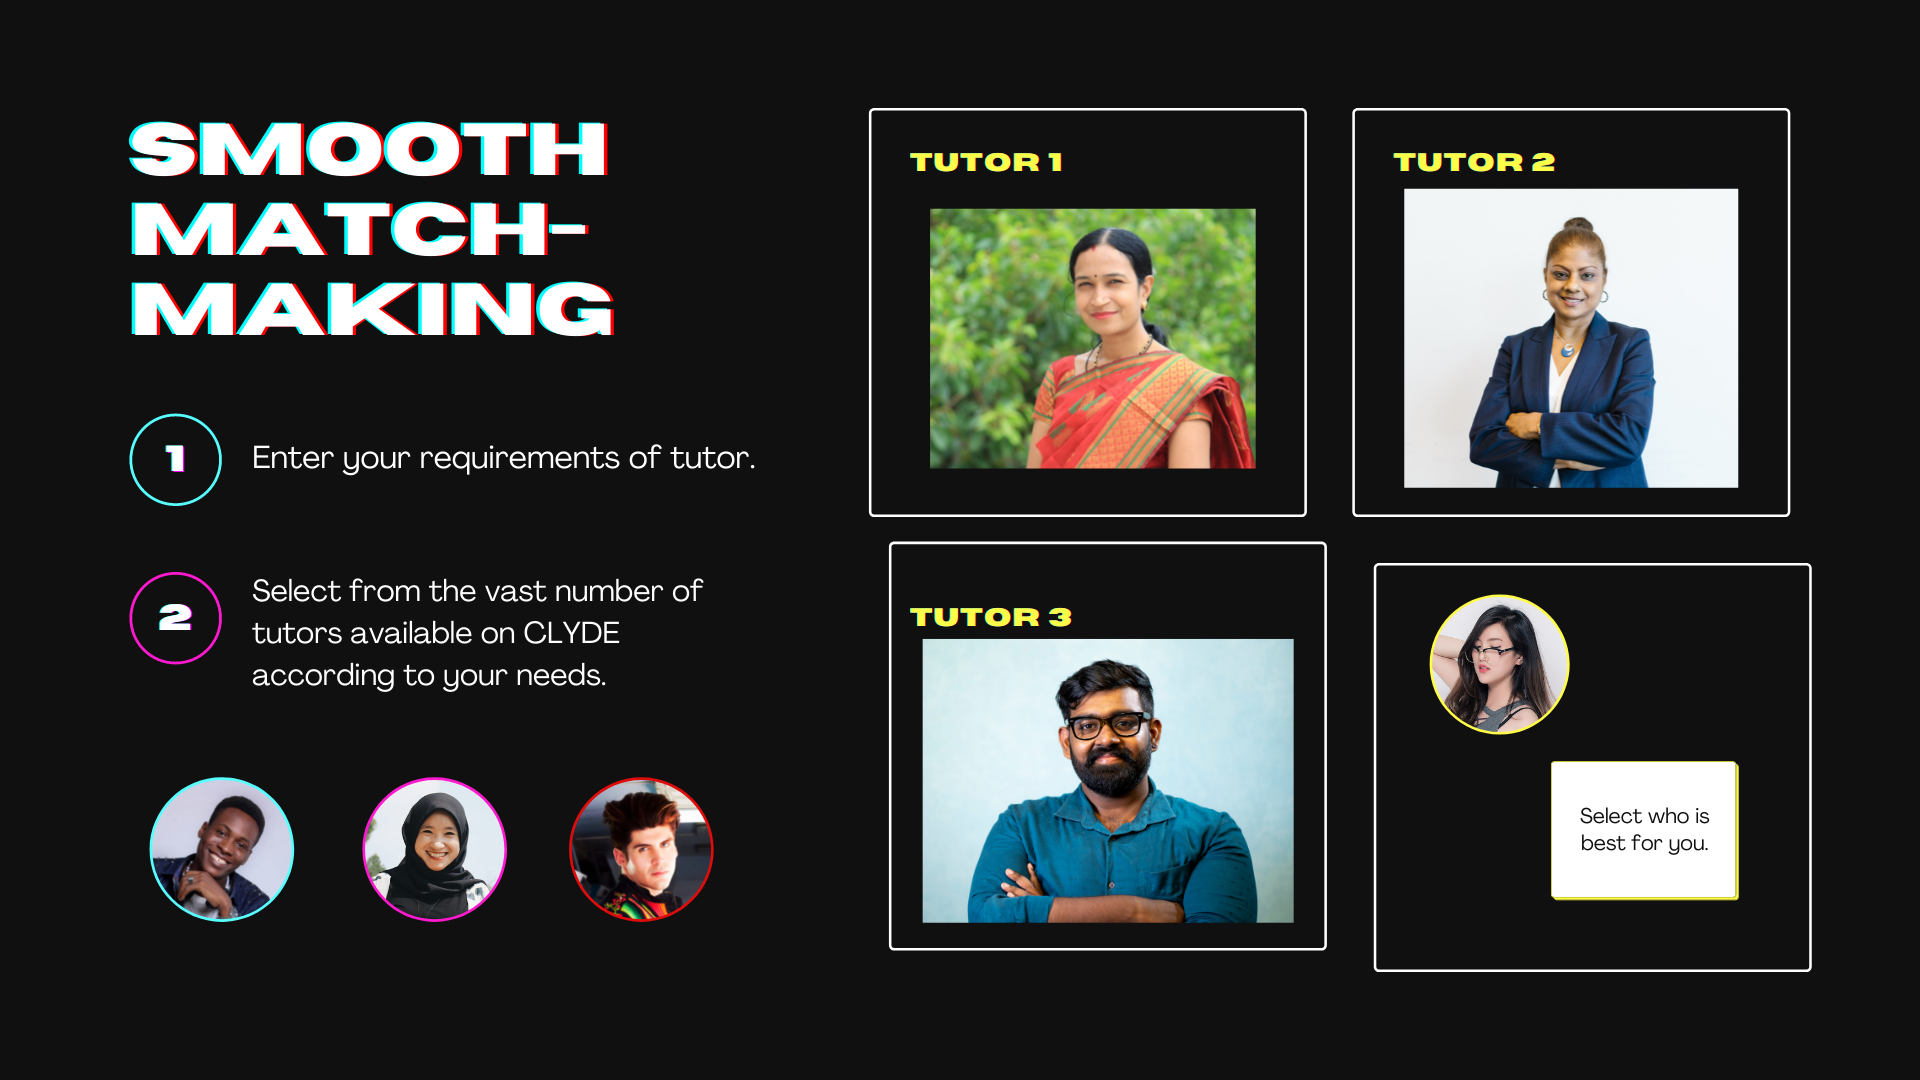 SMOOTH
MATCH-
MAKING
1
Enter your requirements of tutor.
2
Select from the vast number of
tutors available on CLYDE
according to your needs.
TUTOR 1
TUTOR 2
TUTOR 3
Select who is
best for you.